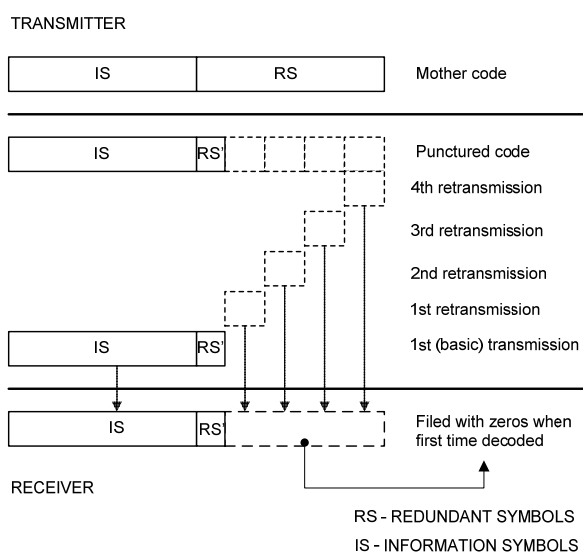 TRANSMITTER
IS RS Mother code
IS RS' Punctured code
4th retransmission
3rd retransmission
2nd retransmission
1st retransmission
IS RS' 1st (basic) transmission
IS RS' Filed with zeros when
first time decoded
RECEIVER
RS - REDUNDANT SYMBOLS
IS - INFORMATION SYMBOLS